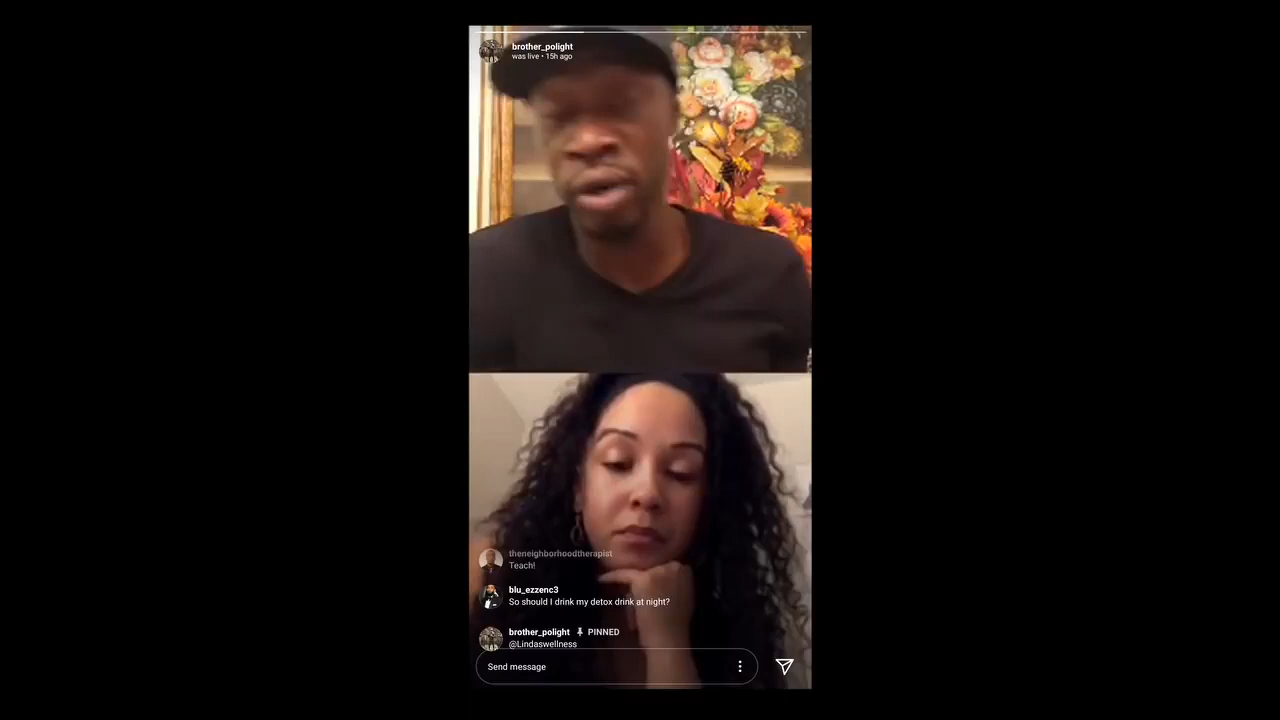 brother_polight
was live • 15h ago
theneighborhoodtherapist
Teach!
blu_ezzenc3
So should I drink my detox drink at night?
brother_polight PINNED
@Lindaswellness
Send message